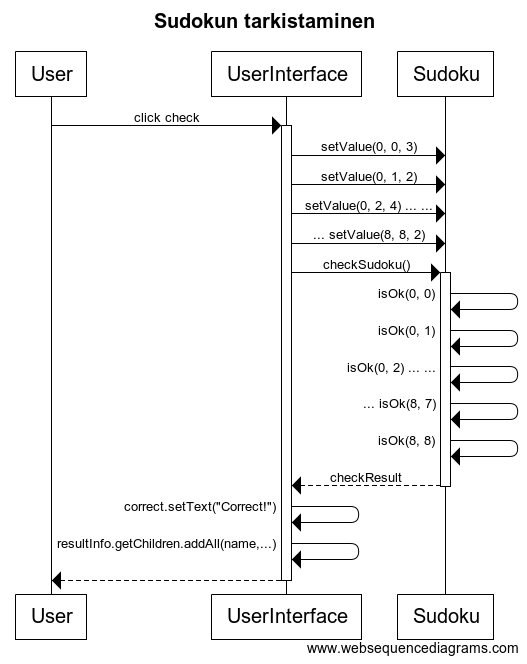 Sudokun tarkistaminen
User UserInterface Sudoku
click check
setValue(0, 0, 3)
setValue(0, 1, 2)
setValue(0, 2, 4) ... ...
... setValue(8, 8, 2)
checkSudoku()
isOk(0, 0)
isOk(0, 1)
isOk(0, 2) ... ...
... isOk(8, 7)
isOk(8, 8)
checkResult
correct.setText("Correct!")
resultInfo.getChildren.addAll(name,...)
User UserInterface Sudoku
www.websequencediagrams.com